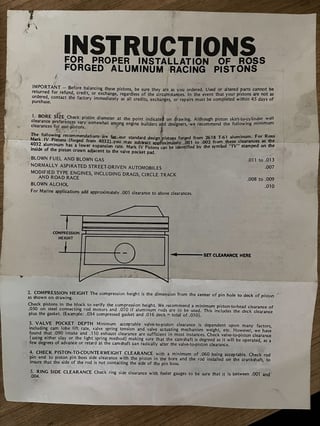 INSTRUCTIONS
FOR PROPER INSTALLATION OF ROSS
FORGED ALUMINUM RACING PISTONS
IMPORTANT — Before balancing these pistons, be sure they are as you ordered. Used or altered parts cannot be
returned for refund, credit, or exchange, regardless of the circumstances. In the event that your pistons are not as
ordered, contact the factory immediately as all credits, exchanges, or repairs must be completed within 45 days of
purchase.
1. BORE SIZE Check piston diameter at the point indicated on drawing. Although piston skirt-to-cylinder wall
clearance preferences vary somewhat among engine builders and designers, we recommend the following minimum
clearances for use pistons.
The following recommendations are for our standard design pistons forged from 2618 T-61 aluminum. For Ross
Mark IV Pistons (forged from 4032), you may subtract approximately .001 to .003 from these clearances as the
4032 aluminum has a lower expansion rate. Mark IV Pistons can be identified by the symbol "TV" stamped on the
inside of the piston crown adjacent to the valve pocket pad.
BLOWN FUEL AND BLOWN GAS .011 to .013
NORMALLY ASPIRATED STREET-DRIVEN AUTOMOBILES .007
MODIFIED TYPE ENGINES, INCLUDING DRAGS, CIRCLE TRACK
AND ROAD RACE .008 to .009
BLOWN ALCOHOL .010
For Marine applications add approximately .001 clearance to above clearances.
COMPRESSION
HEIGHT
SET CLEARANCE HERE
2. COMPRESSION HEIGHT The compression height is the dimension from the center of pin hole to deck of piston
as shown on drawing.
Check pistons in the block to verify the compression height. We recommend a minimum piston-to-head clearance of
.050 on steel connecting rod motors and .070 if aluminum rods are to be used. This includes the deck clearance
plus the gasket. (Example: .034 compressed gasket and .016 deck = total of .050).
3. VALVE POCKET DEPTH Minimum acceptable valve-to-piston clearance is dependent upon many factors,
including cam lobe lift rate, valve spring tension and valve actuating mechanism weight, etc. However, we have
found that .090 intake and .110 exhaust clearance are sufficient in most instances. Check valve-to-piston clearance
(using either clay or the light spring method) making sure that the camshaft is degreed as it will be operated, as a
few degrees of advance or retard at the camshaft can radically alter the valve-to-piston clearance.
4. CHECK PISTON-TO-COUNTERWEIGHT CLEARANCE with a minimum of .060 being acceptable. Check rod
pin end to piston pin boss side clearance with the piston in the bore and the rod installed on the crankshaft, to
insure that the side of the rod is not contacting the side of the pin boss.
5. RING SIDE CLEARANCE Check ring side clearance with feeler gauges to be sure that it is between .001 and
.004.